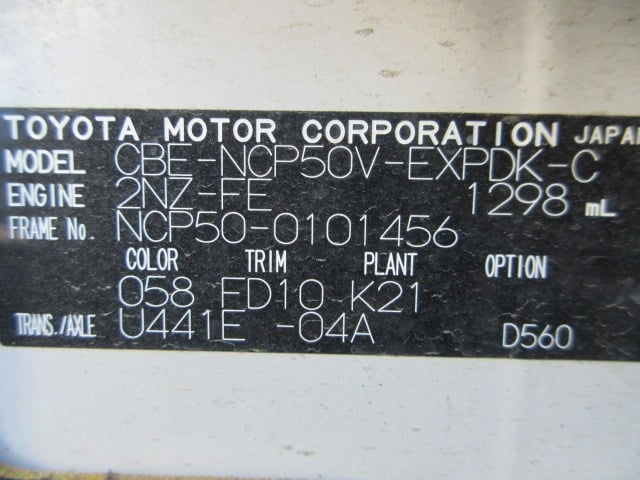 TOYOTA MOTOR CORPORATION JAPAN
MODEL CBE-NCP50V-EXPDK-C
ENGINE 2NZ-FE 1298 mL
FRAME No. NCP50-0101456
COLOR TRIM PLANT OPTION
058 FD10 K21
TRANS./AXLE U441E -04A D560